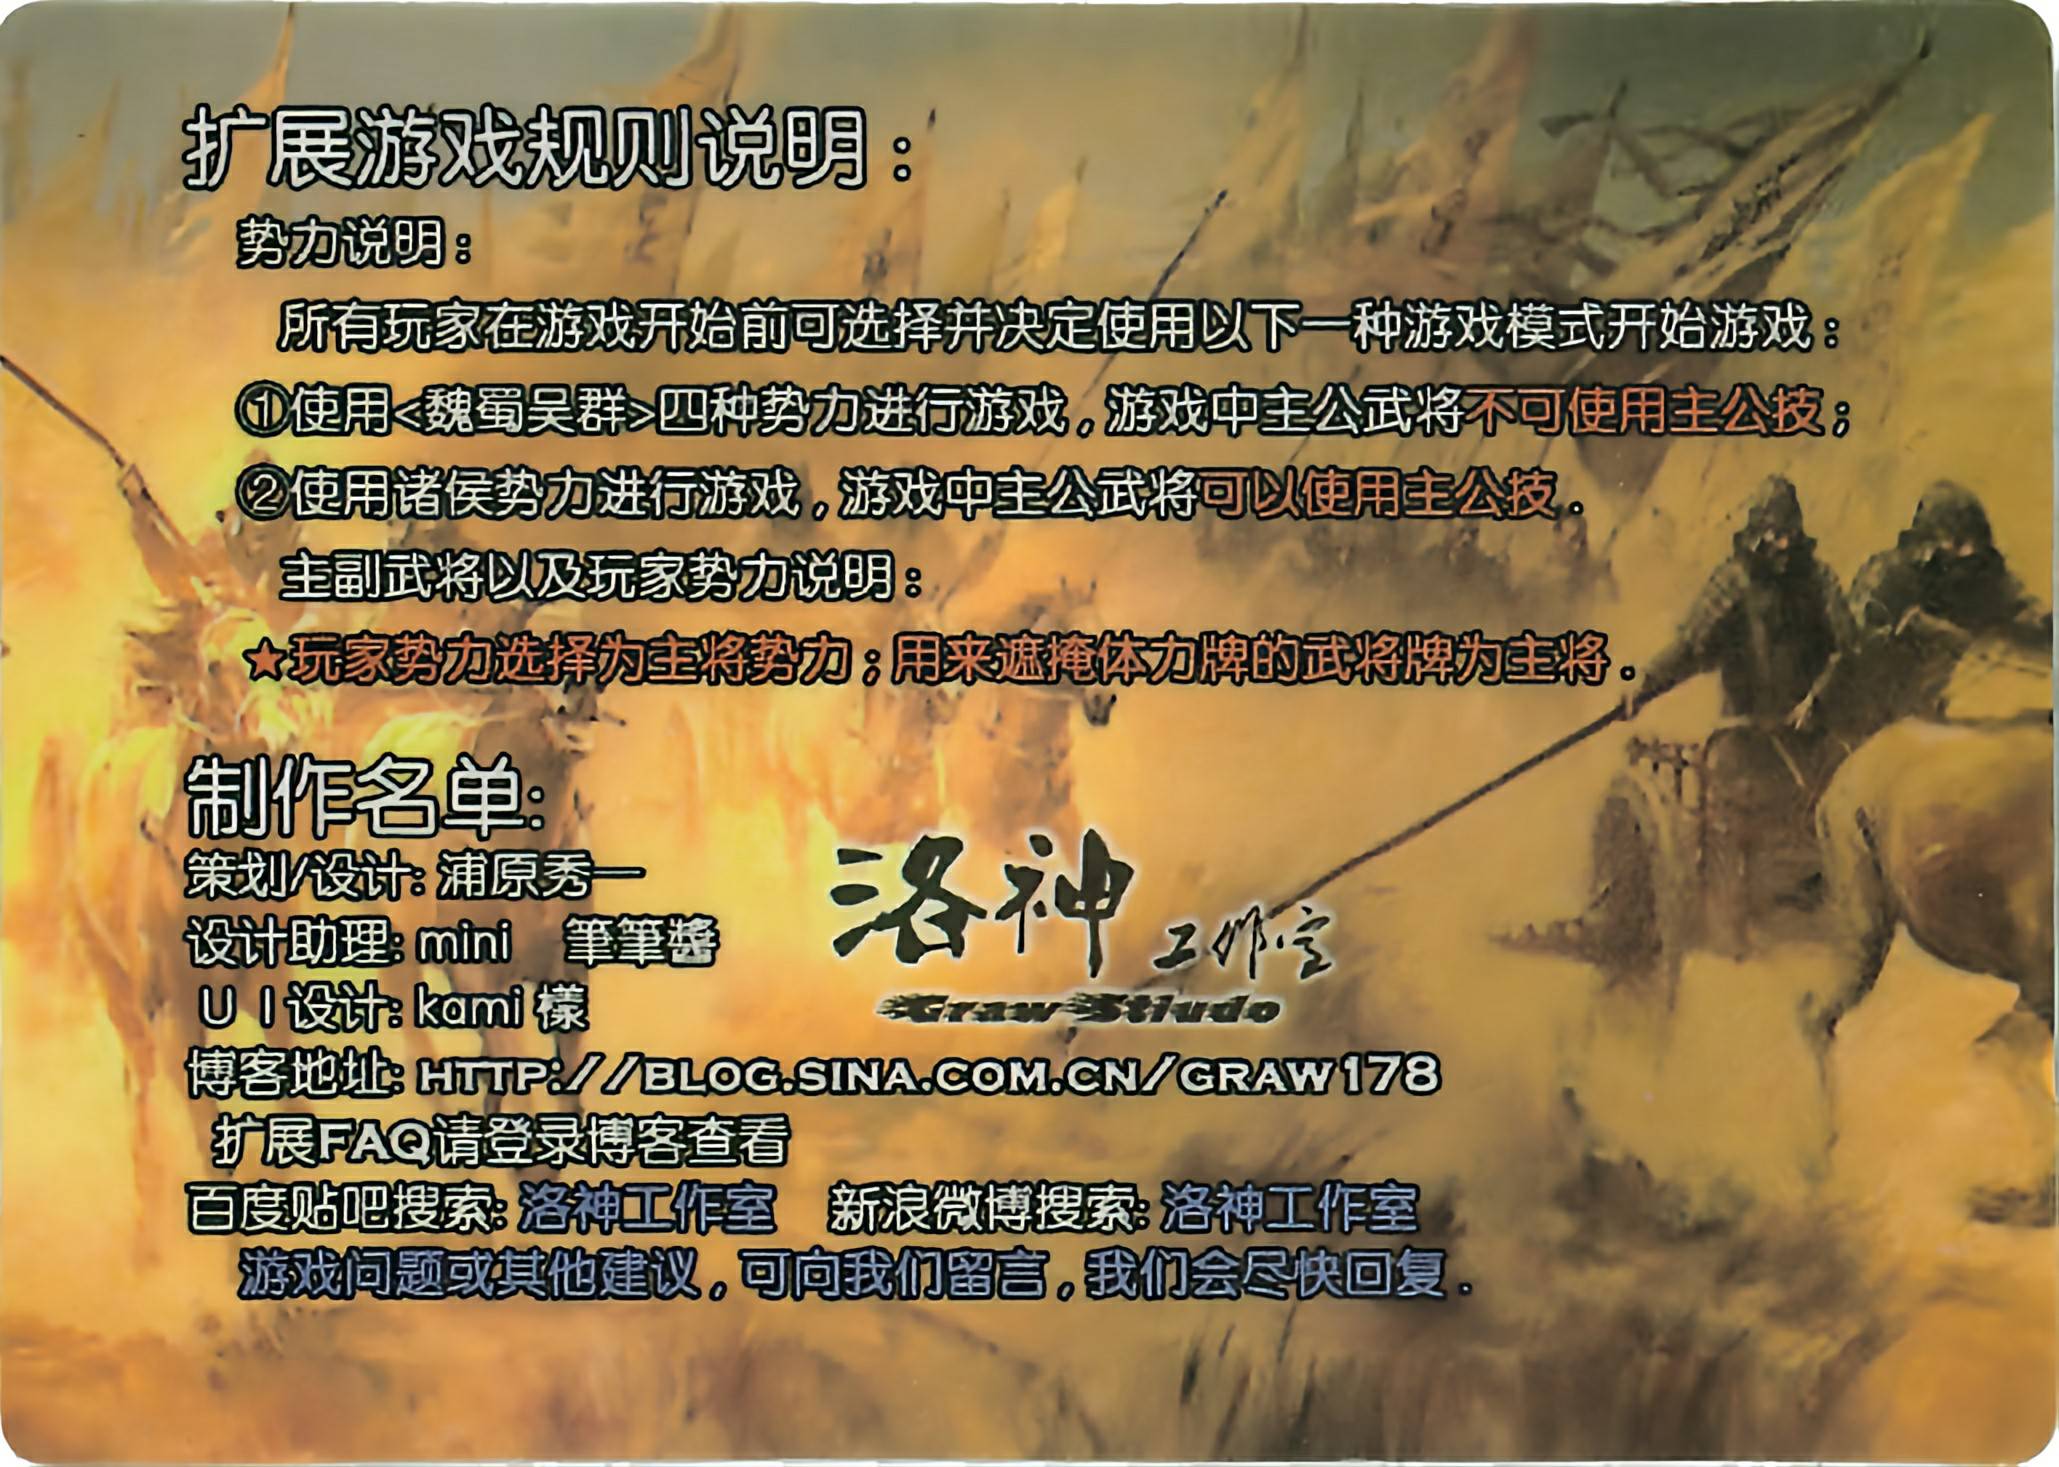 扩展游戏规则说明：
势力说明：
所有玩家在游戏开始前可选择并决定使用以下一种游戏模式开始游戏：
①使用<魏蜀吴群>四种势力进行游戏，游戏中主公武将不可使用主公技；
②使用诸侯势力进行游戏，游戏中主公武将可以使用主公技.
主副武将以及玩家势力说明：
★玩家势力选择为主将势力；用来遮掩体力牌的武将牌为主将.
制作名单:
策划/设计: 浦原秀一
设计助理: mini 筆筆醬
UI设计: kami 檬
洛神工作室
Graw Stiudo
博客地址: HTTP://BLOG.SINA.COM.CN/GRAW178
扩展FAQ请登录博客查看
百度贴吧搜索: 洛神工作室 新浪微博搜索: 洛神工作室
游戏问题或其他建议, 可向我们留言, 我们会尽快回复.